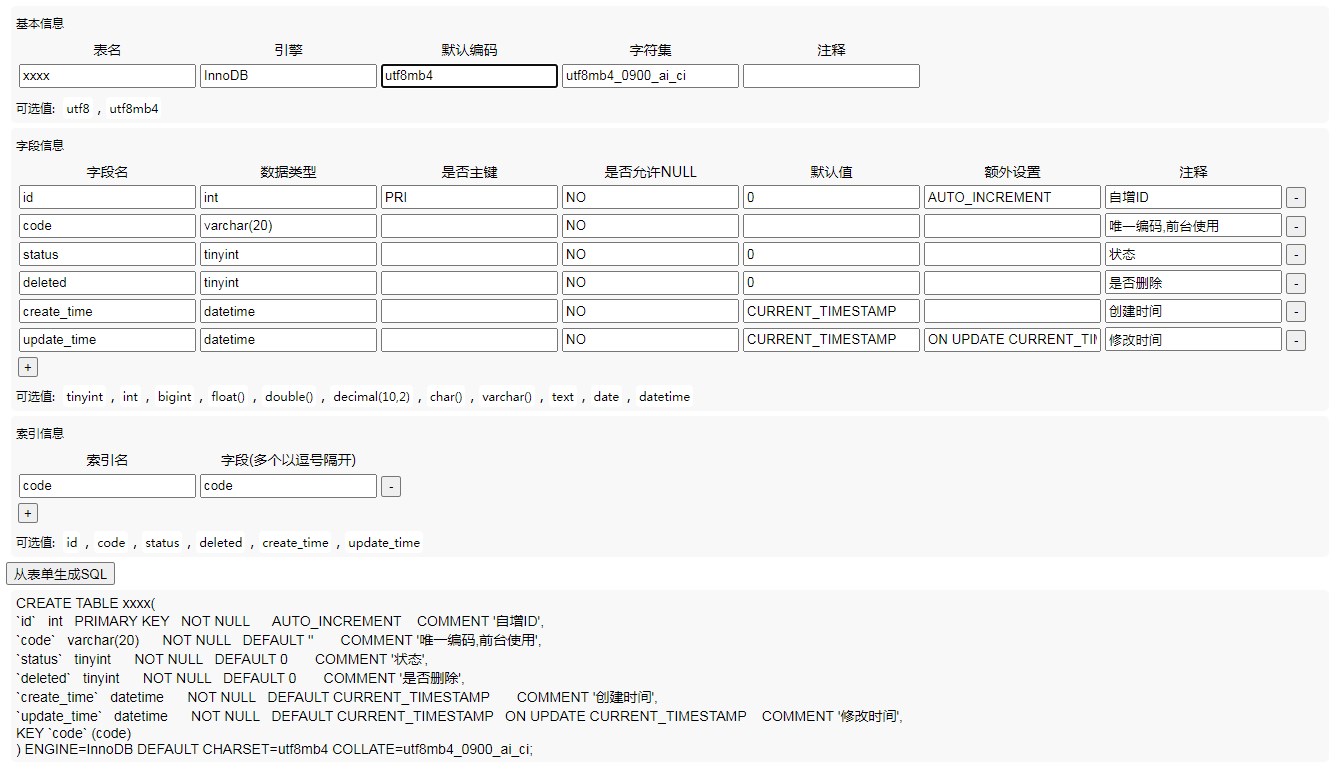 基本信息
表名 引擎 默认编码 字符集 注释
xxxx InnoDB utf8mb4 utf8mb4_0900_ai_ci
可选值: utf8 , utf8mb4
字段信息
字段名 数据类型 是否主键 是否允许NULL 默认值 额外设置 注释
id int PRI NO 0 AUTO_INCREMENT 自增ID -
code varchar(20) NO 唯一编码,前台使用 -
status tinyint NO 0 状态 -
deleted tinyint NO 0 是否删除 -
create_time datetime NO CURRENT_TIMESTAMP 创建时间 -
update_time datetime NO CURRENT_TIMESTAMP ON UPDATE CURRENT_TIM 修改时间 -
+
可选值: tinyint , int , bigint , float() , double() , decimal(10,2) , char() , varchar() , text , date , datetime
索引信息
索引名 字段(多个以逗号隔开)
code code -
+
可选值: id , code , status , deleted , create_time , update_time
从表单生成SQL
CREATE TABLE xxxx(
`id` int PRIMARY KEY NOT NULL AUTO_INCREMENT COMMENT '自增ID',
`code` varchar(20) NOT NULL DEFAULT '' COMMENT '唯一编码,前台使用',
`status` tinyint NOT NULL DEFAULT 0 COMMENT '状态',
`deleted` tinyint NOT NULL DEFAULT 0 COMMENT '是否删除',
`create_time` datetime NOT NULL DEFAULT CURRENT_TIMESTAMP COMMENT '创建时间',
`update_time` datetime NOT NULL DEFAULT CURRENT_TIMESTAMP ON UPDATE CURRENT_TIMESTAMP COMMENT '修改时间',
KEY `code` (code)
) ENGINE=InnoDB DEFAULT CHARSET=utf8mb4 COLLATE=utf8mb4_0900_ai_ci;